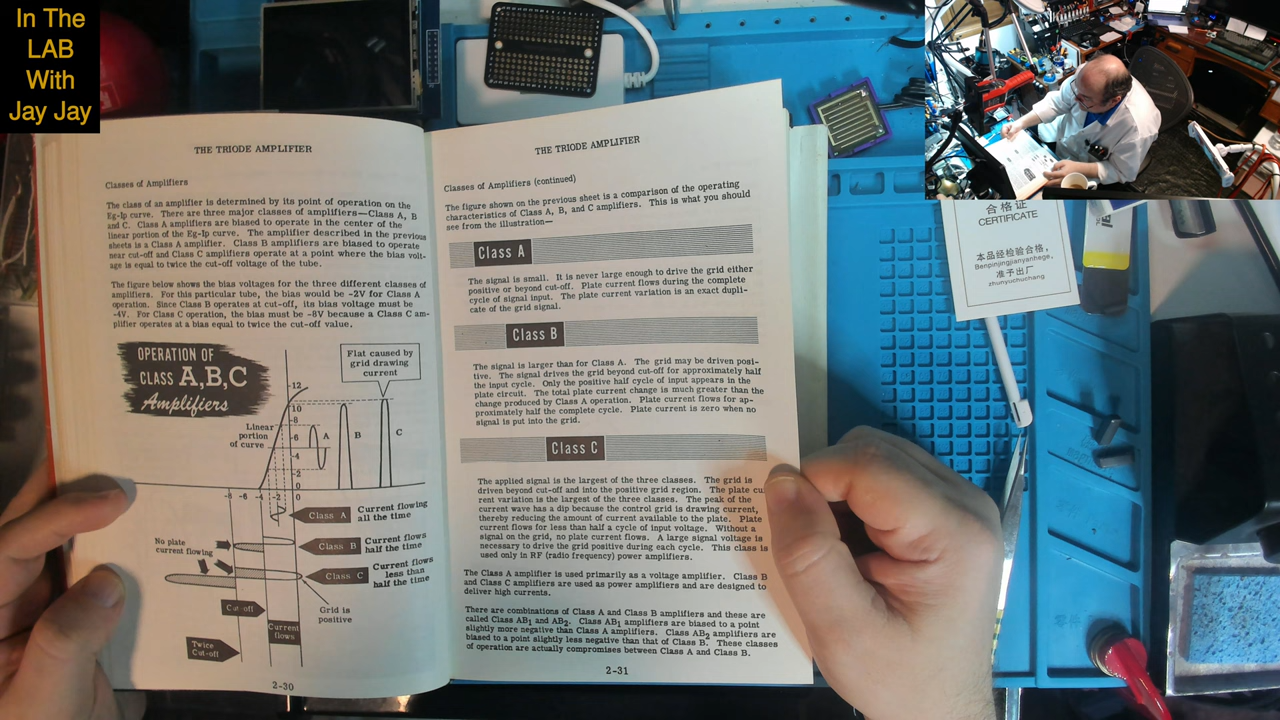 In The
LAB
With
Jay Jay
THE TRIODE AMPLIFIER
Classes of Amplifiers
The class of an amplifier is determined by its point of operation on the
Eg-Ip curve. There are three major classes of amplifiers—Class A, B
and C. Class A amplifiers are biased to operate in the center of the
linear portion of the Eg-Ip curve. The amplifier described in the previous
sheets is a Class A amplifier. Class B amplifiers are biased to operate
near cut-off and Class C amplifiers operate at a point where the bias volt-
age is equal to twice the cut-off voltage of the tube.
The figure below shows the bias voltages for the three different classes of
amplifiers. For this particular tube, the bias would be -2V for Class A
operation. Since Class B operates at cut-off, its bias voltage must be
-4V. For Class C operation, the bias must be -8V because a Class C am-
plifier operates at a bias equal to twice the cut-off value.
OPERATION OF
CLASS A,B,C
Amplifiers
Flat caused by
grid drawing
current
12
10
8
6
4
2
0
Linear
portion
of curve
A
B
C
-8 -6 -4 -2 0
Class A
Current flowing
all the time
No plate
current flowing
Class B
Current flows
half the time
Class C
Current flows
less than
half the time
Cut-off
Grid is
positive
Current
flows
Twice
Cut-off
2-30
THE TRIODE AMPLIFIER
Classes of Amplifiers (continued)
The figure shown on the previous sheet is a comparison of the operating
characteristics of Class A, B, and C amplifiers. This is what you should
see from the illustration—
Class A
The signal is small. It is never large enough to drive the grid either
positive or beyond cut-off. Plate current flows during the complete
cycle of signal input. The plate current variation is an exact dupli-
cate of the grid signal.
Class B
The signal is larger than for Class A. The grid may be driven posi-
tive. The signal drives the grid beyond cut-off for approximately half
the input cycle. Only the positive half cycle of input appears in the
plate circuit. The total plate current change is much greater than the
change produced by Class A operation. Plate current flows for ap-
proximately half the complete cycle. Plate current is zero when no
signal is put into the grid.
Class C
The applied signal is the largest of the three classes. The grid is
driven beyond cut-off and into the positive grid region. The plate cu
rent variation is the largest of the three classes. The peak of the
current wave has a dip because the control grid is drawing current,
thereby reducing the amount of current available to the plate. Plate
current flows for less than half a cycle of input voltage. Without a
signal on the grid, no plate current flows. A large signal voltage is
necessary to drive the grid positive during each cycle. This class is
used only in RF (radio frequency) power amplifiers.
The Class A amplifier is used primarily as a voltage amplifier. Class B
and Class C amplifiers are used as power amplifiers and are designed to
deliver high currents.
There are combinations of Class A and Class B amplifiers and these are
called Class AB1 and AB2. Class AB1 amplifiers are biased to a point
slightly more negative than Class A amplifiers. Class AB2 amplifiers are
biased to a point slightly less negative than that of Class B. These classes
of operation are actually compromises between Class A and Class B.
2-31
合格证
CERTIFICATE
本品经检验合格，
Benpinjingjianyanhege,
准予出厂
zhunyuchuchang